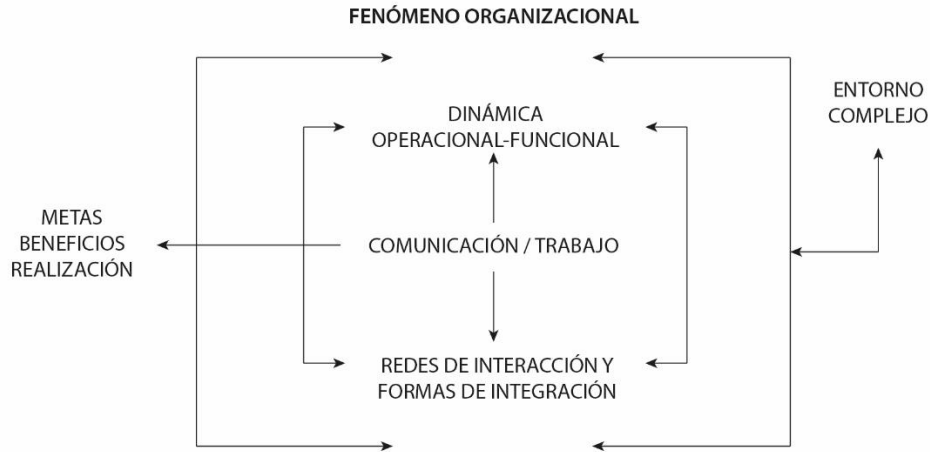 FENÓMENO ORGANIZACIONAL
ENTORNO
COMPLEJO
DINÁMICA
OPERACIONAL-FUNCIONAL
METAS
BENEFICIOS
REALIZACIÓN
COMUNICACIÓN / TRABAJO
REDES DE INTERACCIÓN Y
FORMAS DE INTEGRACIÓN